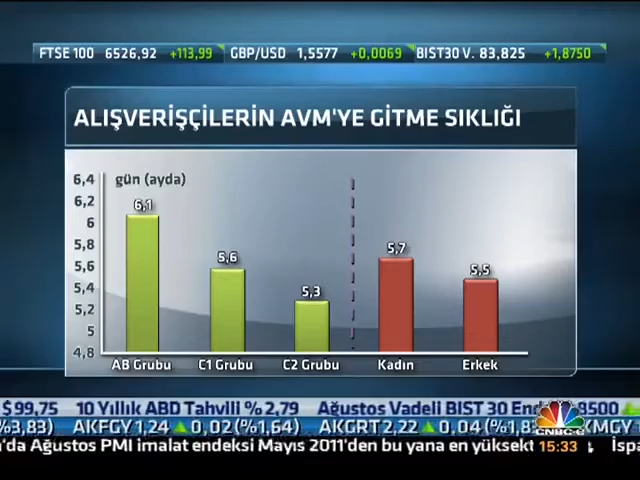 FTSE 100 6526,92 +113,99 GBP/USD 1,5577 +0,0069 BIST30 V. 83,825 +1,8750
ALIŞVERİŞÇİLERİN AVM'YE GİTME SIKLIĞI
gün (ayda)
6,4
6,2
6
5,8
5,6
5,4
5,2
5
4,8
6,1
5,6
5,3
5,7
5,5
AB Grubu C1 Grubu C2 Grubu Kadın Erkek
$ 99,75 10 Yıllık ABD Tahvili % 2,79 Ağustos Vadeli BIST 30 8500
%3,83) AKFGY 1,24 0,02 (%1,64) AKGRT 2,22 0,04 KMGY
CNBC-e
'da Ağustos PMI imalat endeksi Mayıs 2011'den bu yana en yüksek 15:33